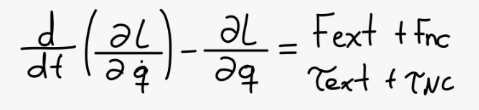 d/dt (∂L/∂q̇) - ∂L/∂q = Fext + Fnc
τext + τNC